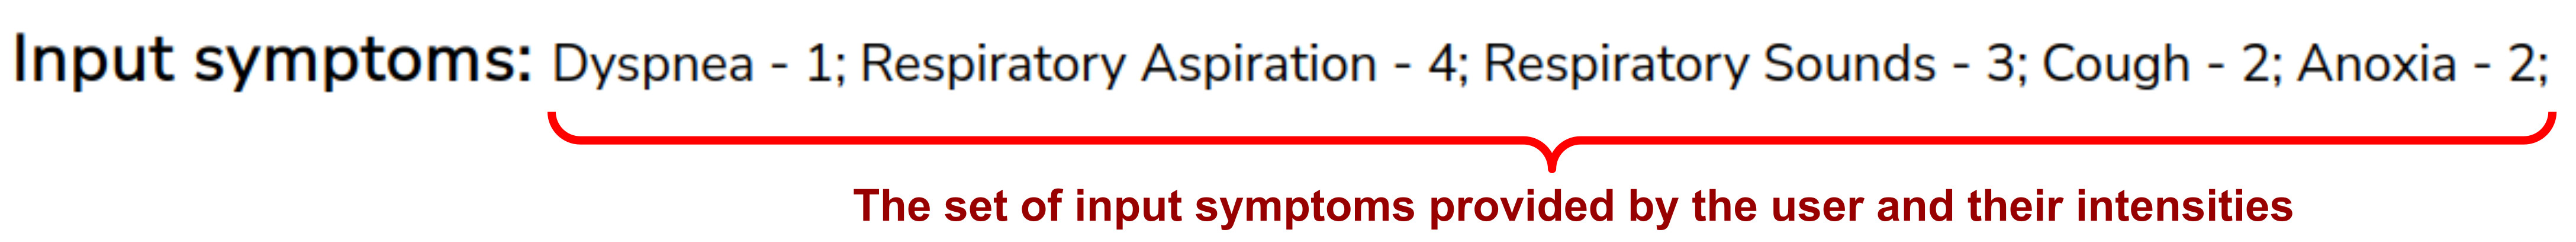 Input symptoms: Dyspnea - 1; Respiratory Aspiration - 4; Respiratory Sounds - 3; Cough - 2; Anoxia - 2;
The set of input symptoms provided by the user and their intensities